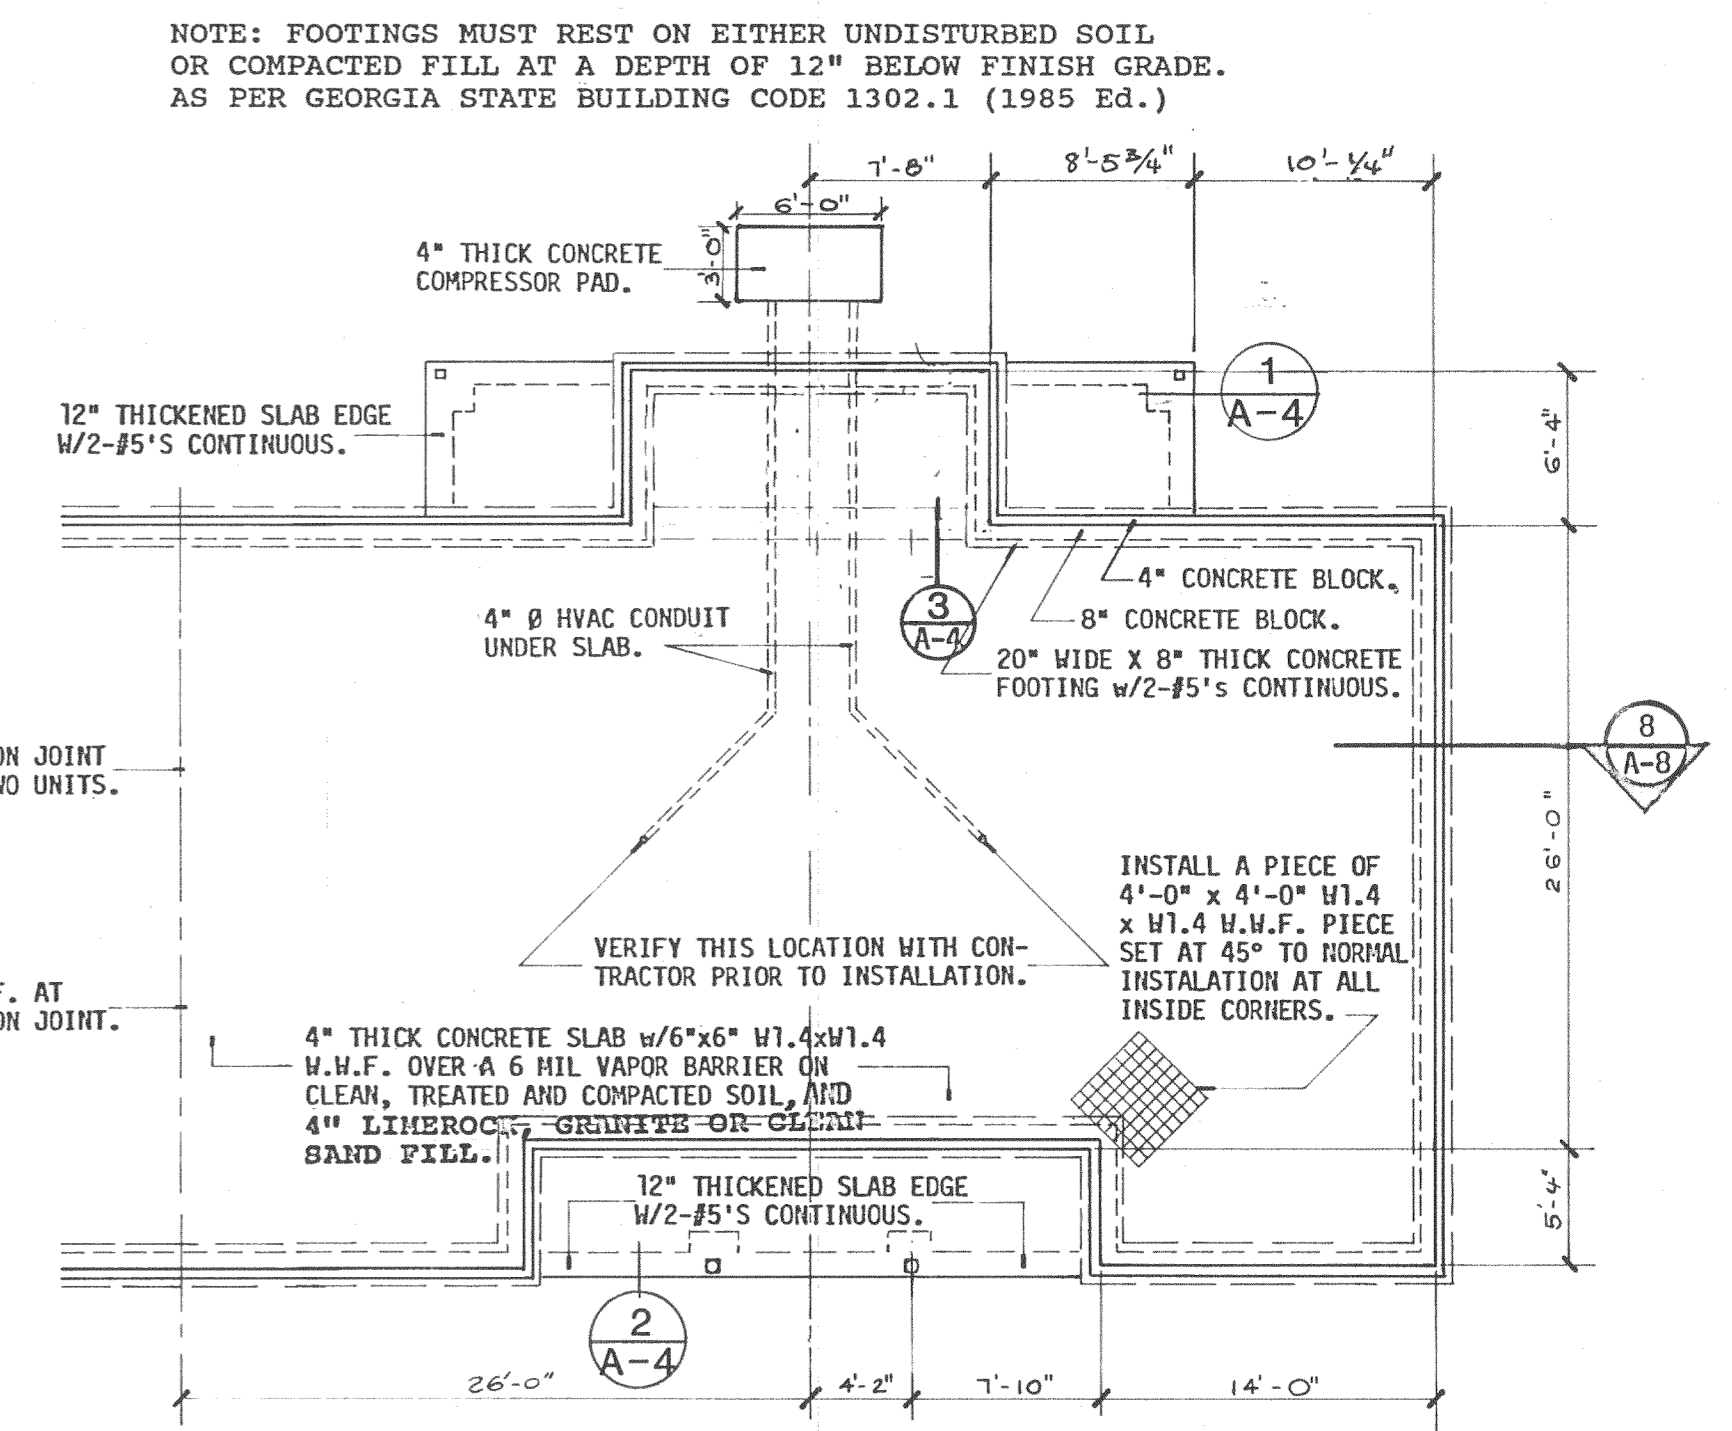 NOTE: FOOTINGS MUST REST ON EITHER UNDISTURBED SOIL
OR COMPACTED FILL AT A DEPTH OF 12" BELOW FINISH GRADE.
AS PER GEORGIA STATE BUILDING CODE 1302.1 (1985 Ed.)
7'-8"
8'-5 3/4"
10'-1/4"
6'-0"
3'-0"
4" THICK CONCRETE
COMPRESSOR PAD.
1
A-4
12" THICKENED SLAB EDGE
W/2-#5'S CONTINUOUS.
6'-4"
4" CONCRETE BLOCK.
3
A-4
8" CONCRETE BLOCK.
4" Ø HVAC CONDUIT
UNDER SLAB.
20" WIDE X 8" THICK CONCRETE
FOOTING w/2-#5's CONTINUOUS.
8
A-8
ON JOINT
WO UNITS.
26'-0"
INSTALL A PIECE OF
4'-0" x 4'-0" W1.4
x W1.4 W.W.F. PIECE
SET AT 45° TO NORMAL
INSTALATION AT ALL
INSIDE CORNERS.
VERIFY THIS LOCATION WITH CON-
TRACTOR PRIOR TO INSTALLATION.
F. AT
ON JOINT.
4" THICK CONCRETE SLAB w/6"x6" W1.4xW1.4
W.W.F. OVER A 6 MIL VAPOR BARRIER ON
CLEAN, TREATED AND COMPACTED SOIL, AND
4" LIMEROCK, GRANITE OR CLEAN
SAND FILL.
12" THICKENED SLAB EDGE
W/2-#5'S CONTINUOUS.
5'-4"
2
A-4
26'-0"
4'-2"
7'-10"
14'-0"